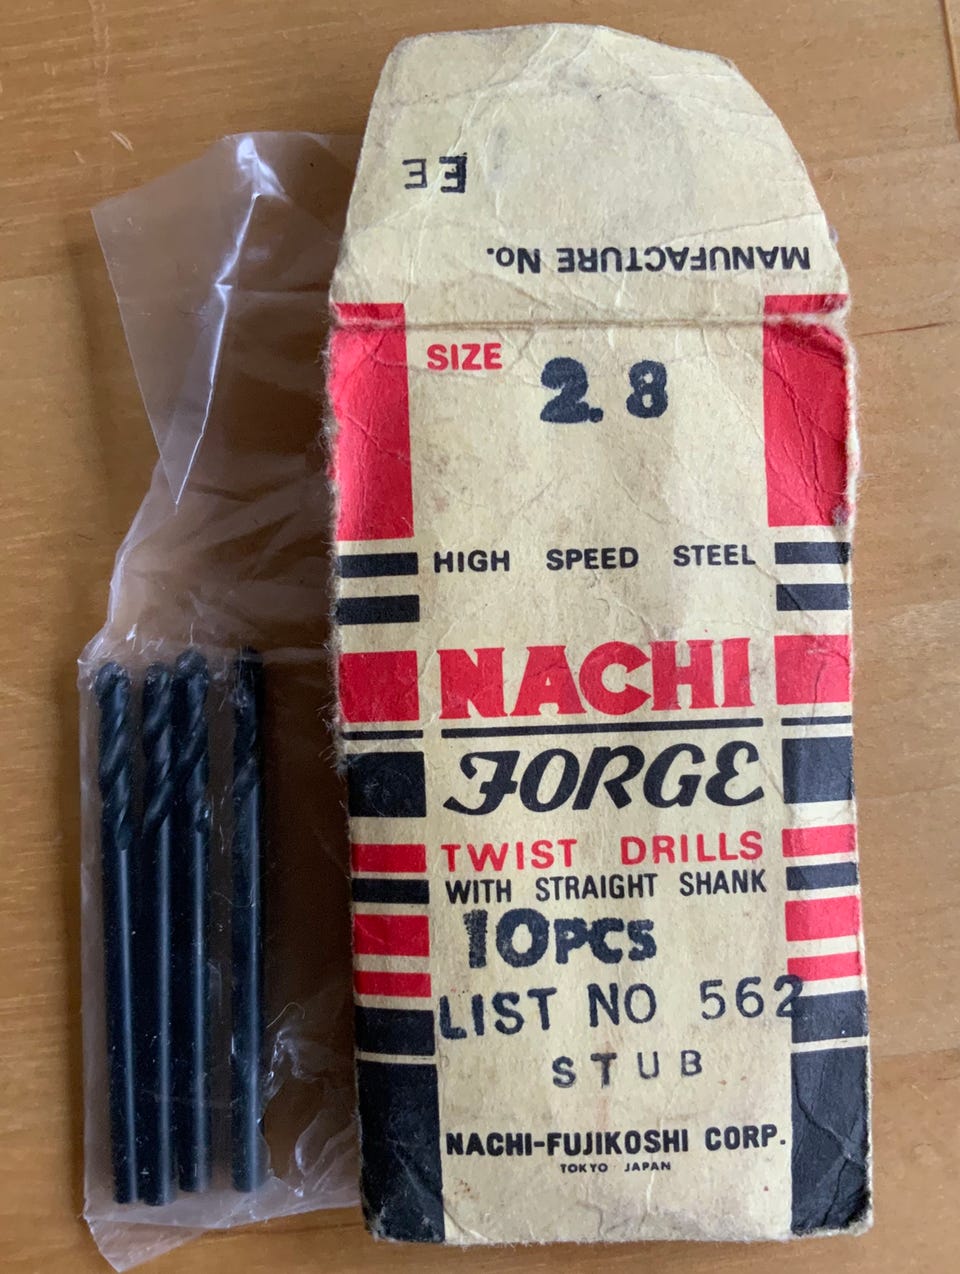 EE
MANUFACTURE No.
SIZE 2.8
HIGH SPEED STEEL
NACHI
FORGE
TWIST DRILLS
WITH STRAIGHT SHANK
10PCS
LIST NO 562
STUB
NACHI-FUJIKOSHI CORP.
TOKYO JAPAN